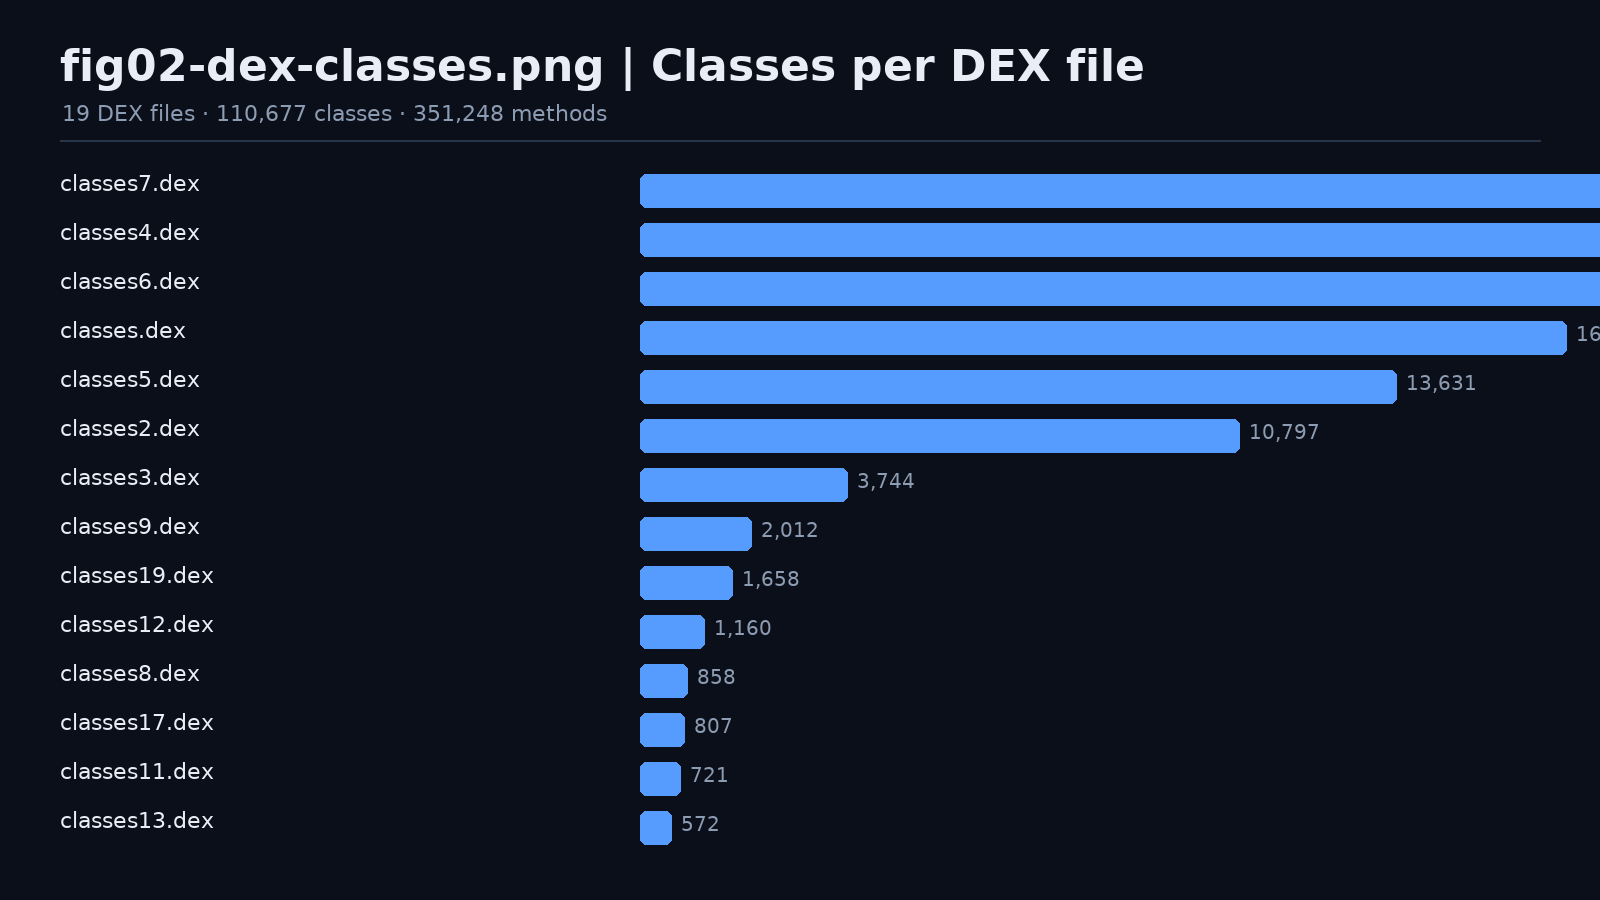 fig02-dex-classes.png | Classes per DEX file
19 DEX files · 110,677 classes · 351,248 methods
classes7.dex
classes4.dex
classes6.dex
classes.dex 16
classes5.dex 13,631
classes2.dex 10,797
classes3.dex 3,744
classes9.dex 2,012
classes19.dex 1,658
classes12.dex 1,160
classes8.dex 858
classes17.dex 807
classes11.dex 721
classes13.dex 572